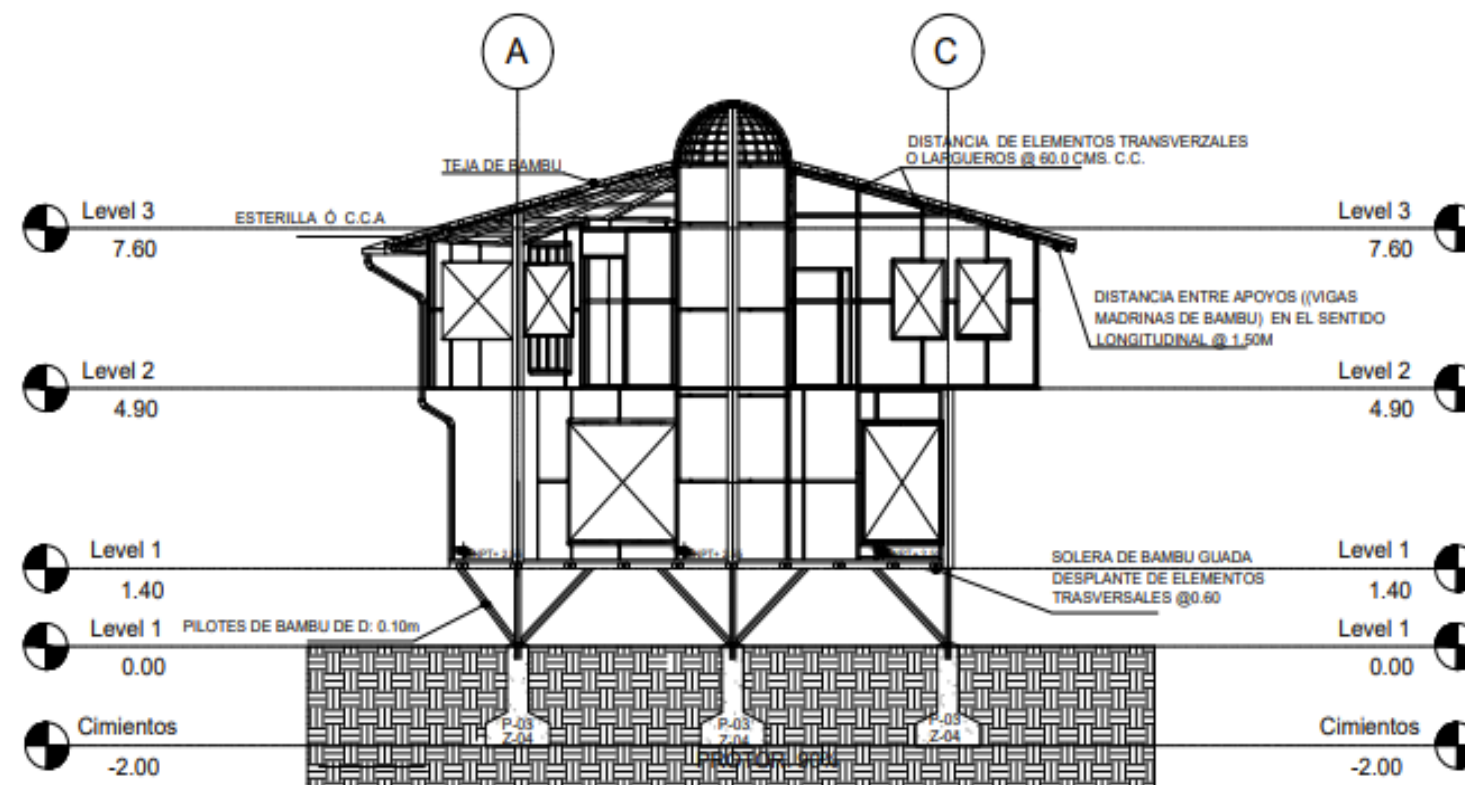 A
C
DISTANCIA DE ELEMENTOS TRANSVERZALES
O LARGUEROS @ 60.0 CMS. C.C.
TEJA DE BAMBU
Level 3
7.60
ESTERILLA Ó C.C.A
Level 3
7.60
DISTANCIA ENTRE APOYOS ((VIGAS
MADRINAS DE BAMBU) EN EL SENTIDO
LONGITUDINAL @ 1.50M
Level 2
4.90
Level 2
4.90
Level 1
1.40
SOLERA DE BAMBU GUADA
DESPLANTE DE ELEMENTOS
TRASVERSALES @0.60
Level 1
1.40
PILOTES DE BAMBU DE D: 0.10m
Level 1
0.00
Level 1
0.00
P-03
Z-04
P-03
Z-04
P-03
Z-04
Cimientos
-2.00
Cimientos
-2.00